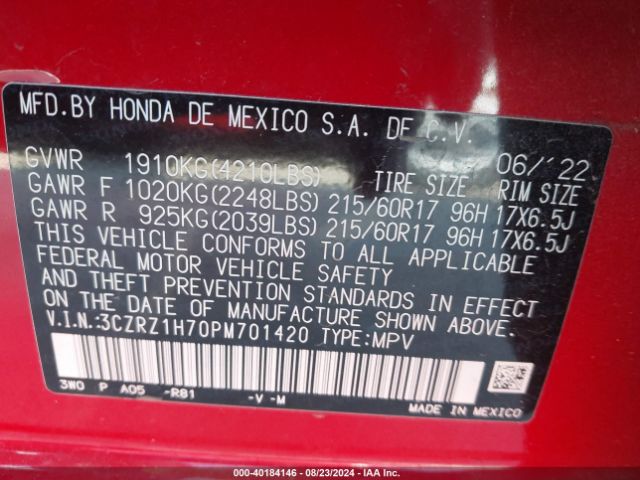 MFD.BY HONDA DE MEXICO S.A. DE C.V.
06/'22
GVWR 1910KG(4210LBS) TIRE SIZE RIM SIZE
GAWR F 1020KG(2248LBS) 215/60R17 96H 17X6.5J
GAWR R 925KG(2039LBS) 215/60R17 96H 17X6.5J
THIS VEHICLE CONFORMS TO ALL APPLICABLE
FEDERAL MOTOR VEHICLE SAFETY
AND THEFT PREVENTION STANDARDS IN EFFECT
ON THE DATE OF MANUFACTURE SHOWN ABOVE.
V.I.N.:3CZRZ1H70PM701420 TYPE:MPV
3W0 P A05 -R81 -V -M
MADE IN MEXICO
000-40184146 - 08/23/2024 - IAA Inc.